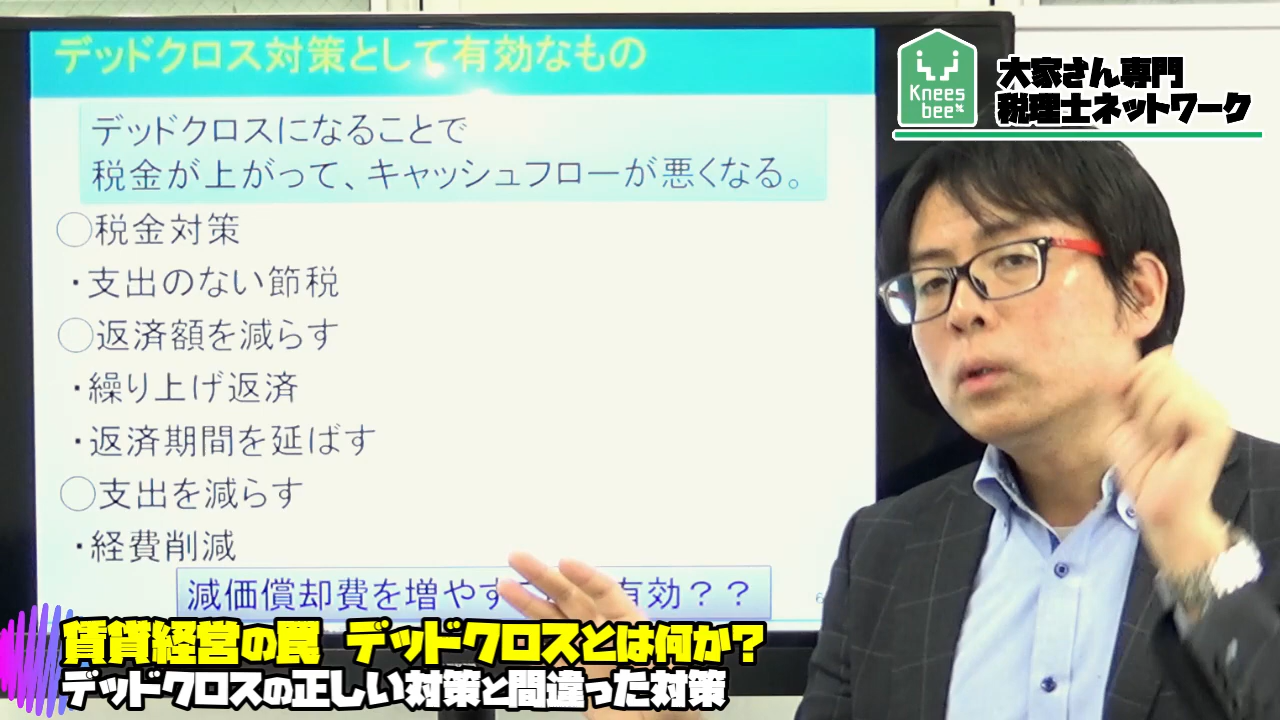 デッドクロス対策として有効なもの
デッドクロスになることで
税金が上がって、キャッシュフローが悪くなる。
○税金対策
・支出のない節税
○返済額を減らす
・繰り上げ返済
・返済期間を延ばす
○支出を減らす
・経費削減
減価償却費を増やす 有効？？
Knees
bee
大家さん専門
税理士ネットワーク
賃貸経営の罠 デッドクロスとは何か？
デッドクロスの正しい対策と間違った対策